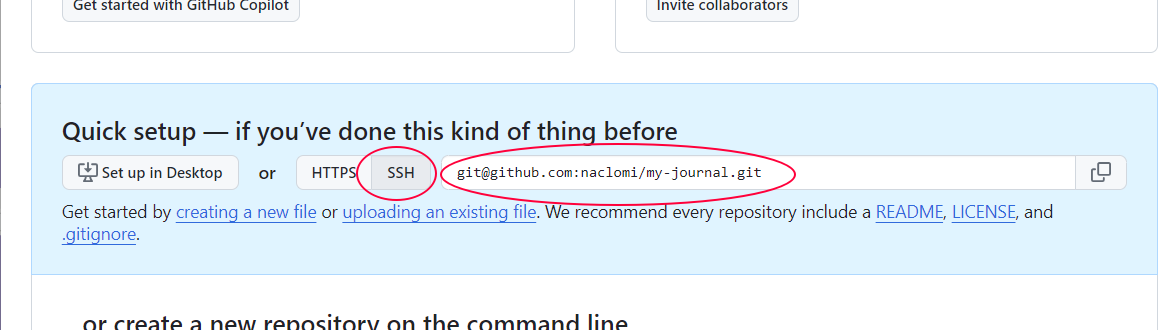 Get started with GitHub Copilot
Invite collaborators
Quick setup — if you’ve done this kind of thing before
Set up in Desktop or HTTPS SSH git@github.com:naclomi/my-journal.git
Get started by creating a new file or uploading an existing file. We recommend every repository include a README, LICENSE, and
.gitignore.
or create a new repository on the command line